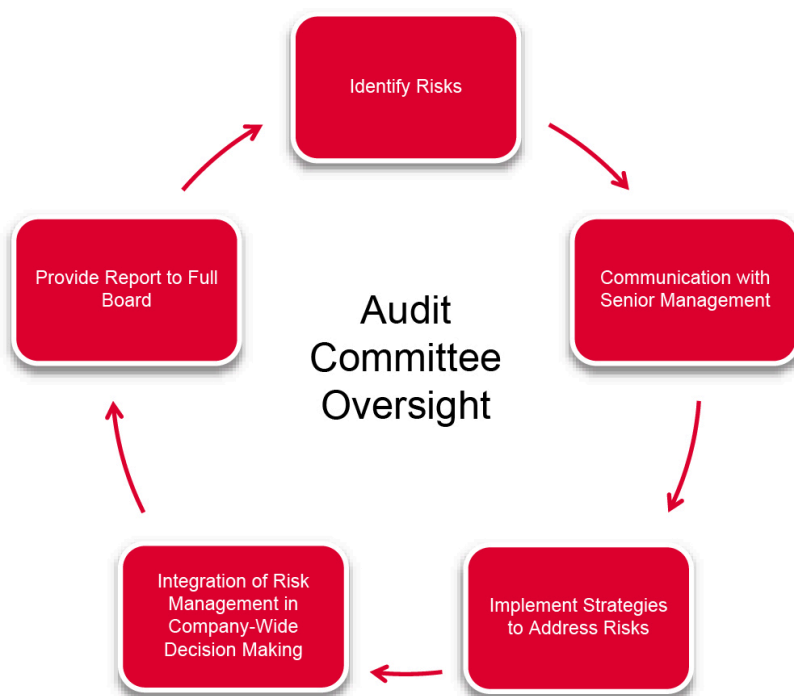 Identify Risks
Communication with
Senior Management
Implement Strategies
to Address Risks
Integration of Risk
Management in
Company-Wide
Decision Making
Provide Report to Full
Board
Audit
Committee
Oversight